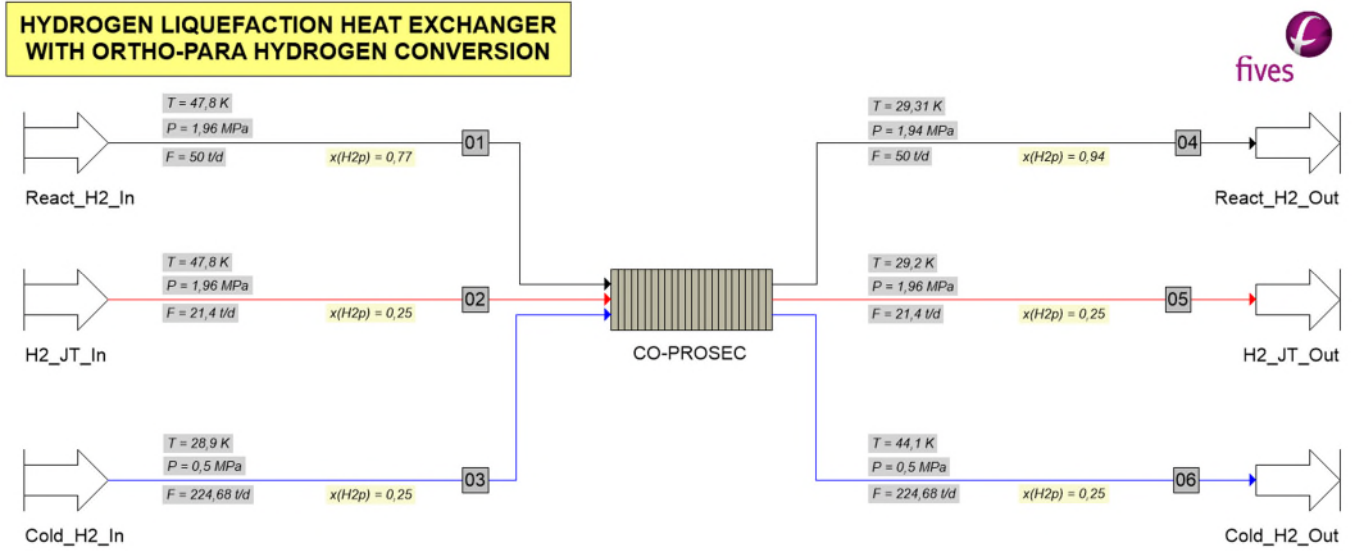 HYDROGEN LIQUEFACTION HEAT EXCHANGER
WITH ORTHO-PARA HYDROGEN CONVERSION
fives
T = 47,8 K
P = 1,96 MPa
F = 50 t/d
x(H2p) = 0,77
01
React_H2_In
T = 29,31 K
P = 1,94 MPa
F = 50 t/d
x(H2p) = 0,94
04
React_H2_Out
T = 47,8 K
P = 1,96 MPa
F = 21,4 t/d
x(H2p) = 0,25
02
H2_JT_In
CO-PROSEC
T = 29,2 K
P = 1,96 MPa
F = 21,4 t/d
x(H2p) = 0,25
05
H2_JT_Out
T = 28,9 K
P = 0,5 MPa
F = 224,68 t/d
x(H2p) = 0,25
03
Cold_H2_In
T = 44,1 K
P = 0,5 MPa
F = 224,68 t/d
x(H2p) = 0,25
06
Cold_H2_Out